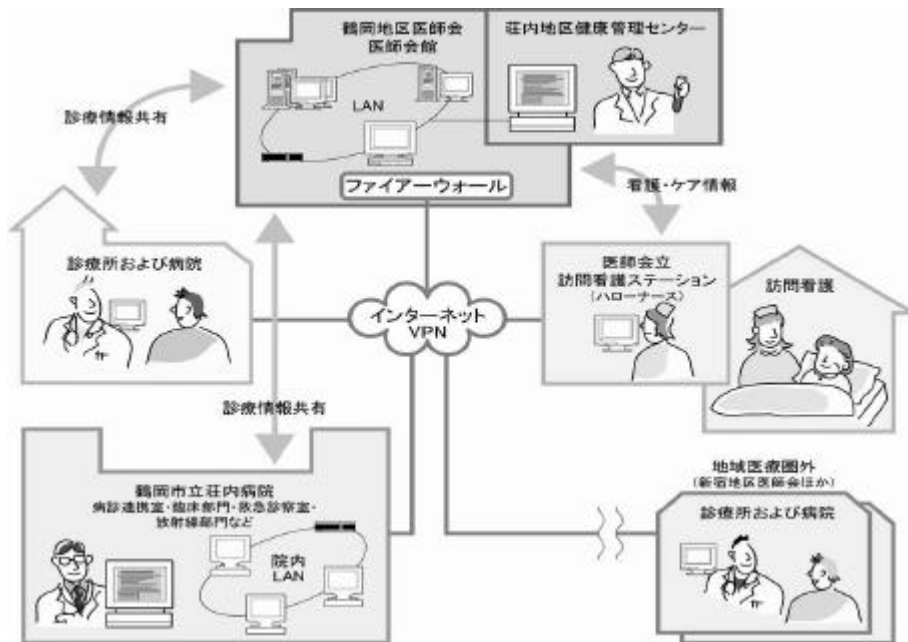 鶴岡地区医師会
医師会館
荘内地区健康管理センター
LAN
診療情報共有
ファイアーウォール
看護・ケア情報
診療所および病院
医師会立
訪問看護ステーション
(ハローナース)
訪問看護
インターネット
VPN
診療情報共有
鶴岡市立荘内病院
病診連携室・臨床部門・救急診察室・
放射線部門など
院内
LAN
地域医療圏外
(新宿地区医師会ほか)
診療所および病院